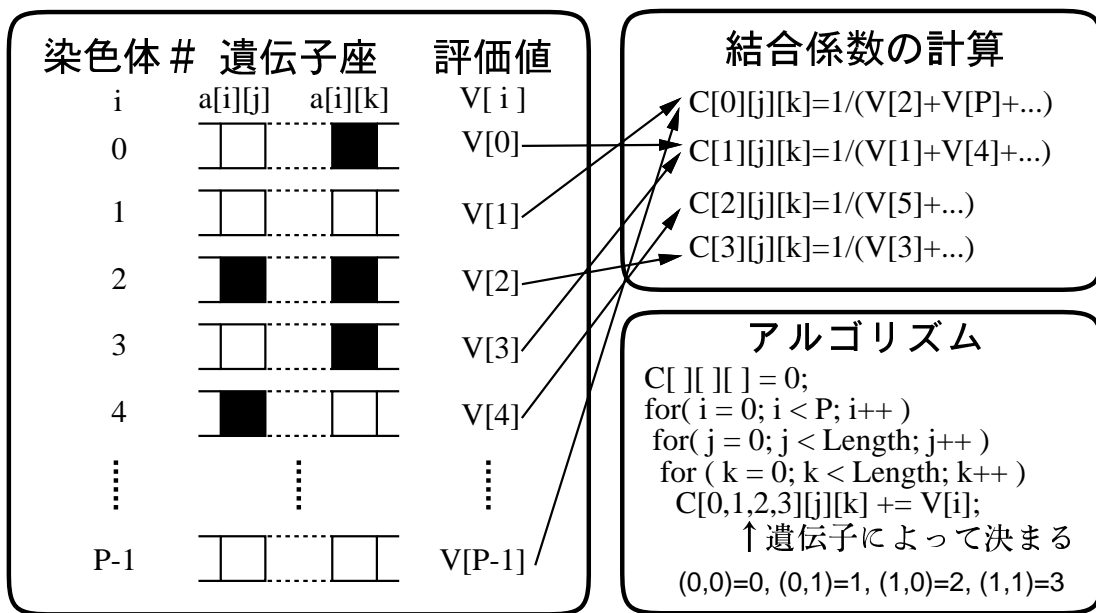 染色体# 遺伝子座 評価値
i a[i][j] a[i][k] V[ i ]
0 V[0]
1 V[1]
2 V[2]
3 V[3]
4 V[4]
P-1 V[P-1]
結合係数の計算
C[0][j][k]=1/(V[2]+V[P]+...)
C[1][j][k]=1/(V[1]+V[4]+...)
C[2][j][k]=1/(V[5]+...)
C[3][j][k]=1/(V[3]+...)
アルゴリズム
C[ ][ ][ ] = 0;
for( i = 0; i < P; i++ )
for( j = 0; j < Length; j++ )
for ( k = 0; k < Length; k++ )
C[0,1,2,3][j][k] += V[i];
↑遺伝子によって決まる
(0,0)=0, (0,1)=1, (1,0)=2, (1,1)=3